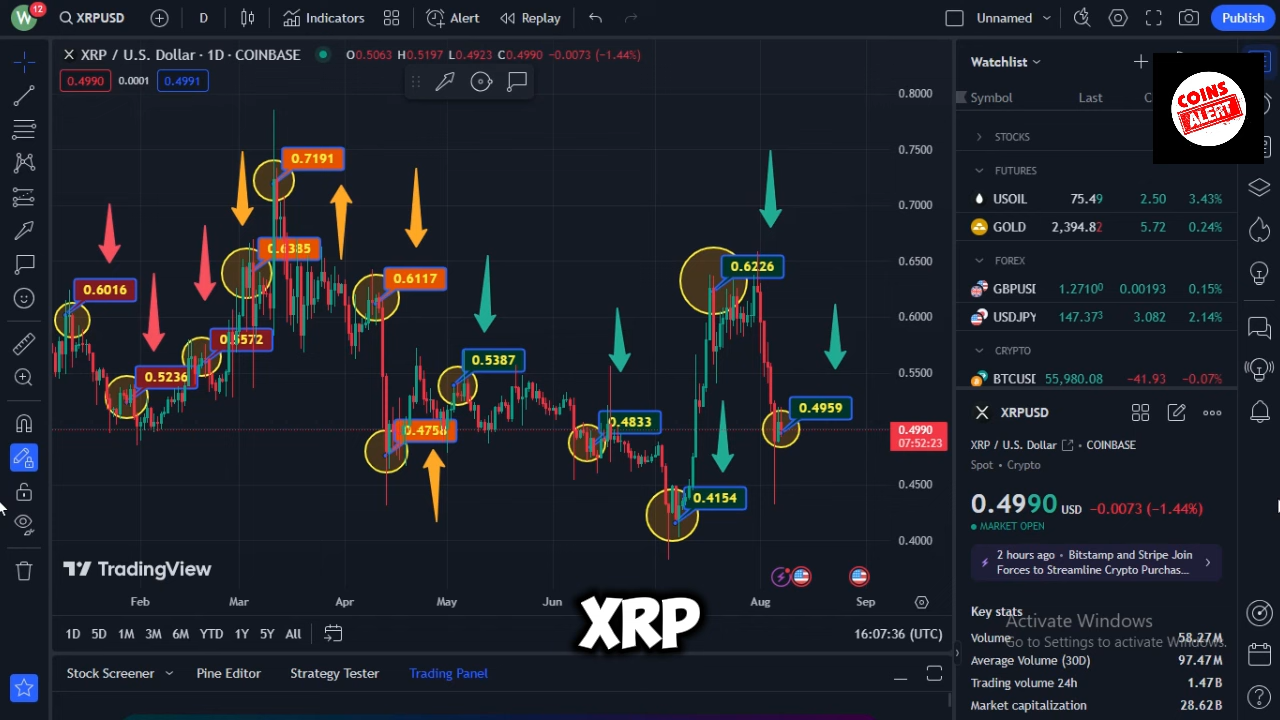 W 12 XRPUSD D Indicators Alert Replay Unnamed Publish
XRP / U.S. Dollar · 1D · COINBASE O0.5063 H0.5197 L0.4923 C0.4990 −0.0073 (−1.44%)
0.4990 0.0001 0.4991
0.8000
0.7500
0.7000
0.6500
0.6000
0.5500
0.4990
07:52:23
0.4500
0.4000
0.6016
0.5236
0.5572
0.6385
0.7191
0.6117
0.4758
0.5387
0.4833
0.4154
0.6226
0.4959
TradingView
Feb Mar Apr May Jun Aug Sep
XRP
1D 5D 1M 3M 6M YTD 1Y 5Y All 16:07:36 (UTC)
Stock Screener Pine Editor Strategy Tester Trading Panel
Watchlist
COINS
ALERT
Symbol Last C
STOCKS
FUTURES
USOIL 75.49 2.50 3.43%
GOLD 2,394.82 5.72 0.24%
FOREX
GBPUSI 1.27100 0.00193 0.15%
USDJPY 147.373 3.082 2.14%
CRYPTO
BTCUSE 55,980.08 −41.93 −0.07%
XRPUSD
XRP / U.S. Dollar COINBASE
Spot · Crypto
0.4990 USD −0.0073 (−1.44%)
MARKET OPEN
2 hours ago · Bitstamp and Stripe Join
Forces to Streamline Crypto Purchas...
Key stats
Activate Windows
Go to Settings to activate Windows.
Volume 58.27M
Average Volume (30D) 97.47M
Trading volume 24h 1.47B
Market capitalization 28.62B